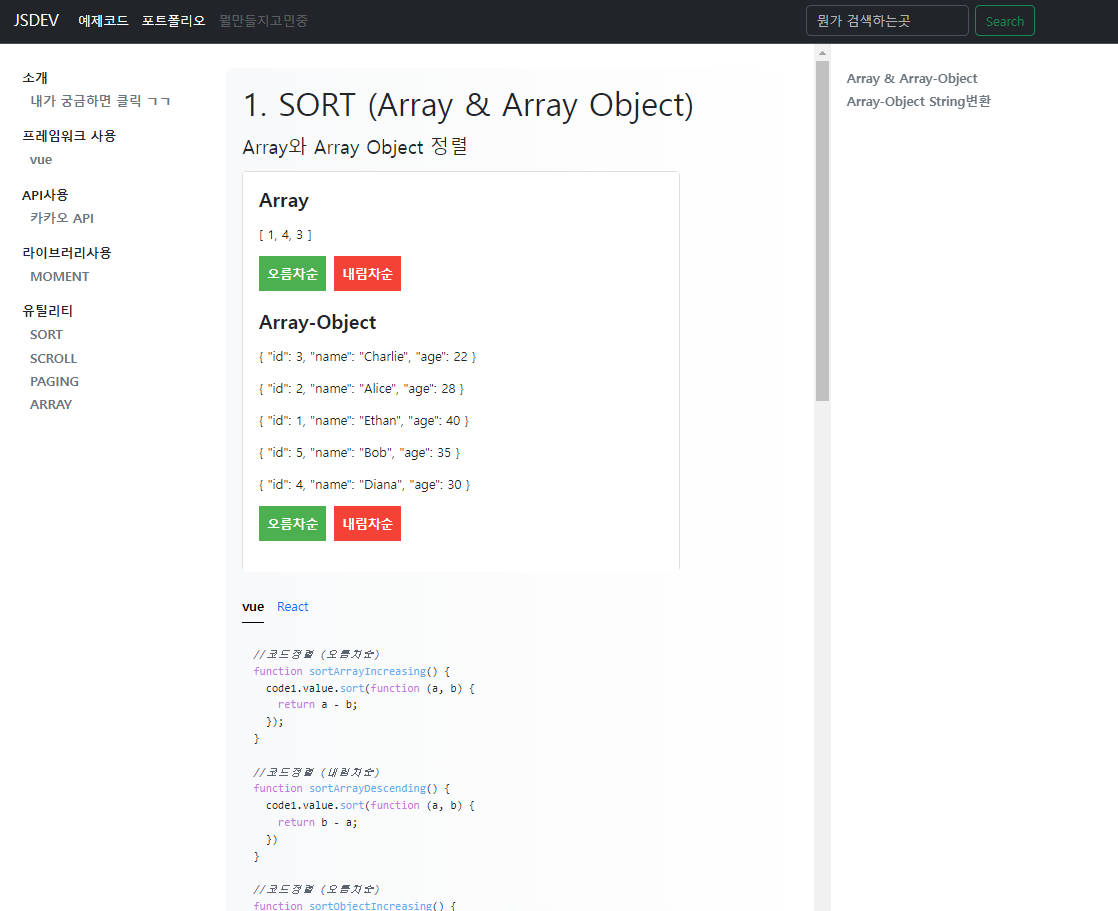 JSDEV 예제코드 포트폴리오 뭘만들지고민중 뭔가 검색하는곳 Search
소개
내가 궁금하면 클릭 ㄱㄱ
프레임워크 사용
vue
API사용
카카오 API
라이브러리사용
MOMENT
유틸리티
SORT
SCROLL
PAGING
ARRAY
1. SORT (Array & Array Object)
Array와 Array Object 정렬
Array
[ 1, 4, 3 ]
오름차순 내림차순
Array-Object
{ "id": 3, "name": "Charlie", "age": 22 }
{ "id": 2, "name": "Alice", "age": 28 }
{ "id": 1, "name": "Ethan", "age": 40 }
{ "id": 5, "name": "Bob", "age": 35 }
{ "id": 4, "name": "Diana", "age": 30 }
오름차순 내림차순
vue React
//코드정렬 (오름차순)
function sortArrayIncreasing() {
code1.value.sort(function (a, b) {
return a - b;
});
}
//코드정렬 (내림차순)
function sortArrayDescending() {
code1.value.sort(function (a, b) {
return b - a;
})
}
//코드정렬 (오름차순)
function sortObjectIncreasing() {
Array & Array-Object
Array-Object String변환